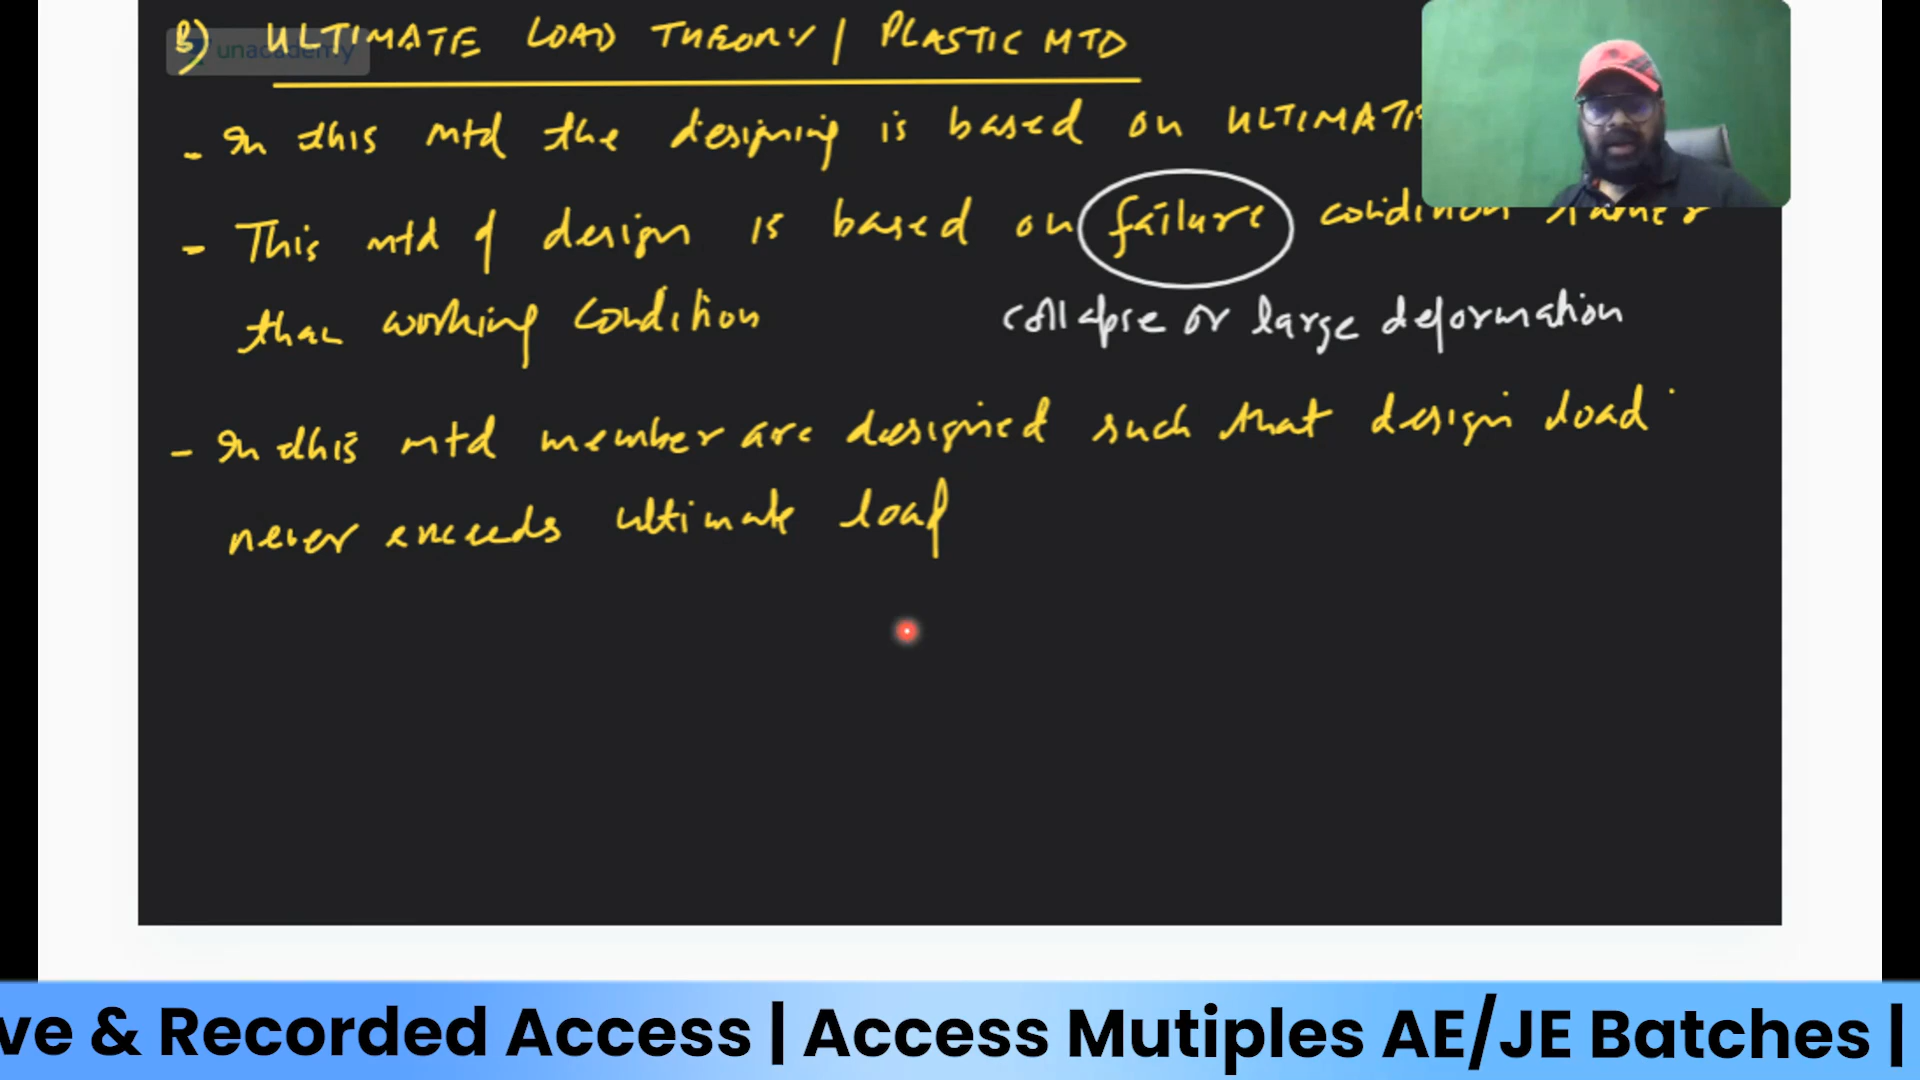 B) ULTIMATE LOAD THEORY / PLASTIC MTD
unacademy
- In this mtd the designing is based on ULTIMATE
- This mtd of design is based on failure condition rather
than working condition
collapse or large deformation
- In this mtd member are designed such that design load
never exceeds ultimate load
ve & Recorded Access | Access Mutiples AE/JE Batches |